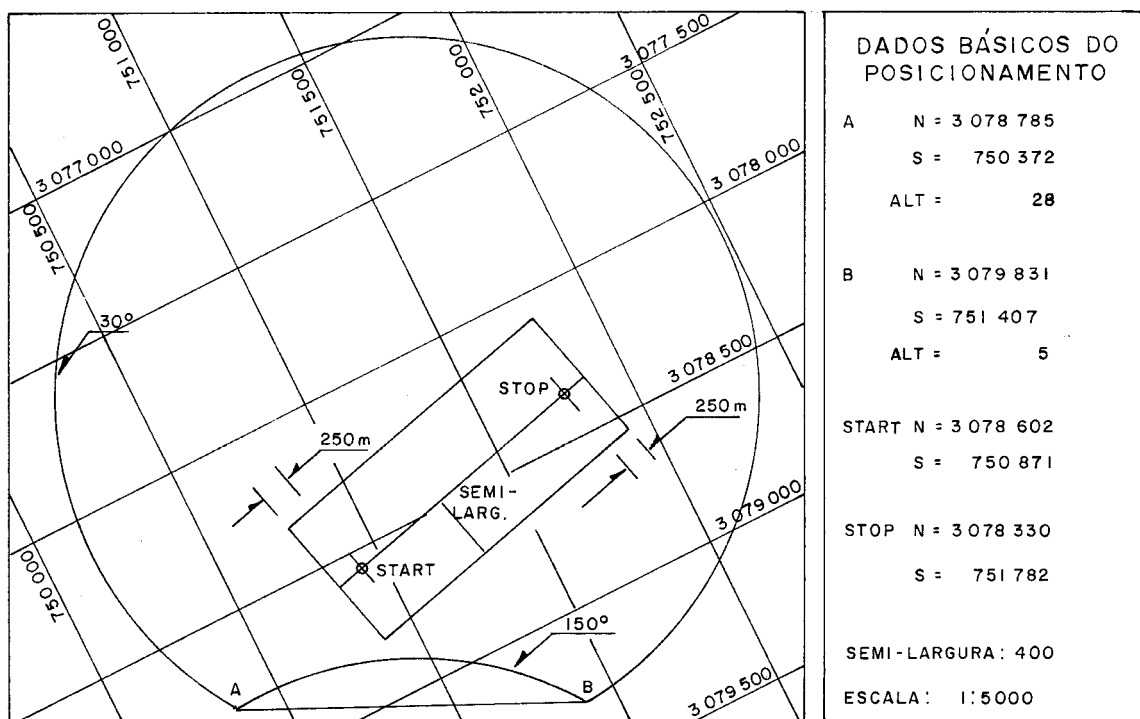 751 000
751 500
752 000
3 077 500
752 500
3 077 000
3 078 000
750 500
30º
3 078 500
STOP
250 m
250 m
SEMI-
LARG.
3 079 000
START
750 000
150º
A
B
3 079 500
DADOS BÁSICOS DO
POSICIONAMENTO
A N = 3 078 785
S = 750 372
ALT = 28
B N = 3 079 831
S = 751 407
ALT = 5
START N = 3 078 602
S = 750 871
STOP N = 3 078 330
S = 751 782
SEMI-LARGURA: 400
ESCALA: 1:5000